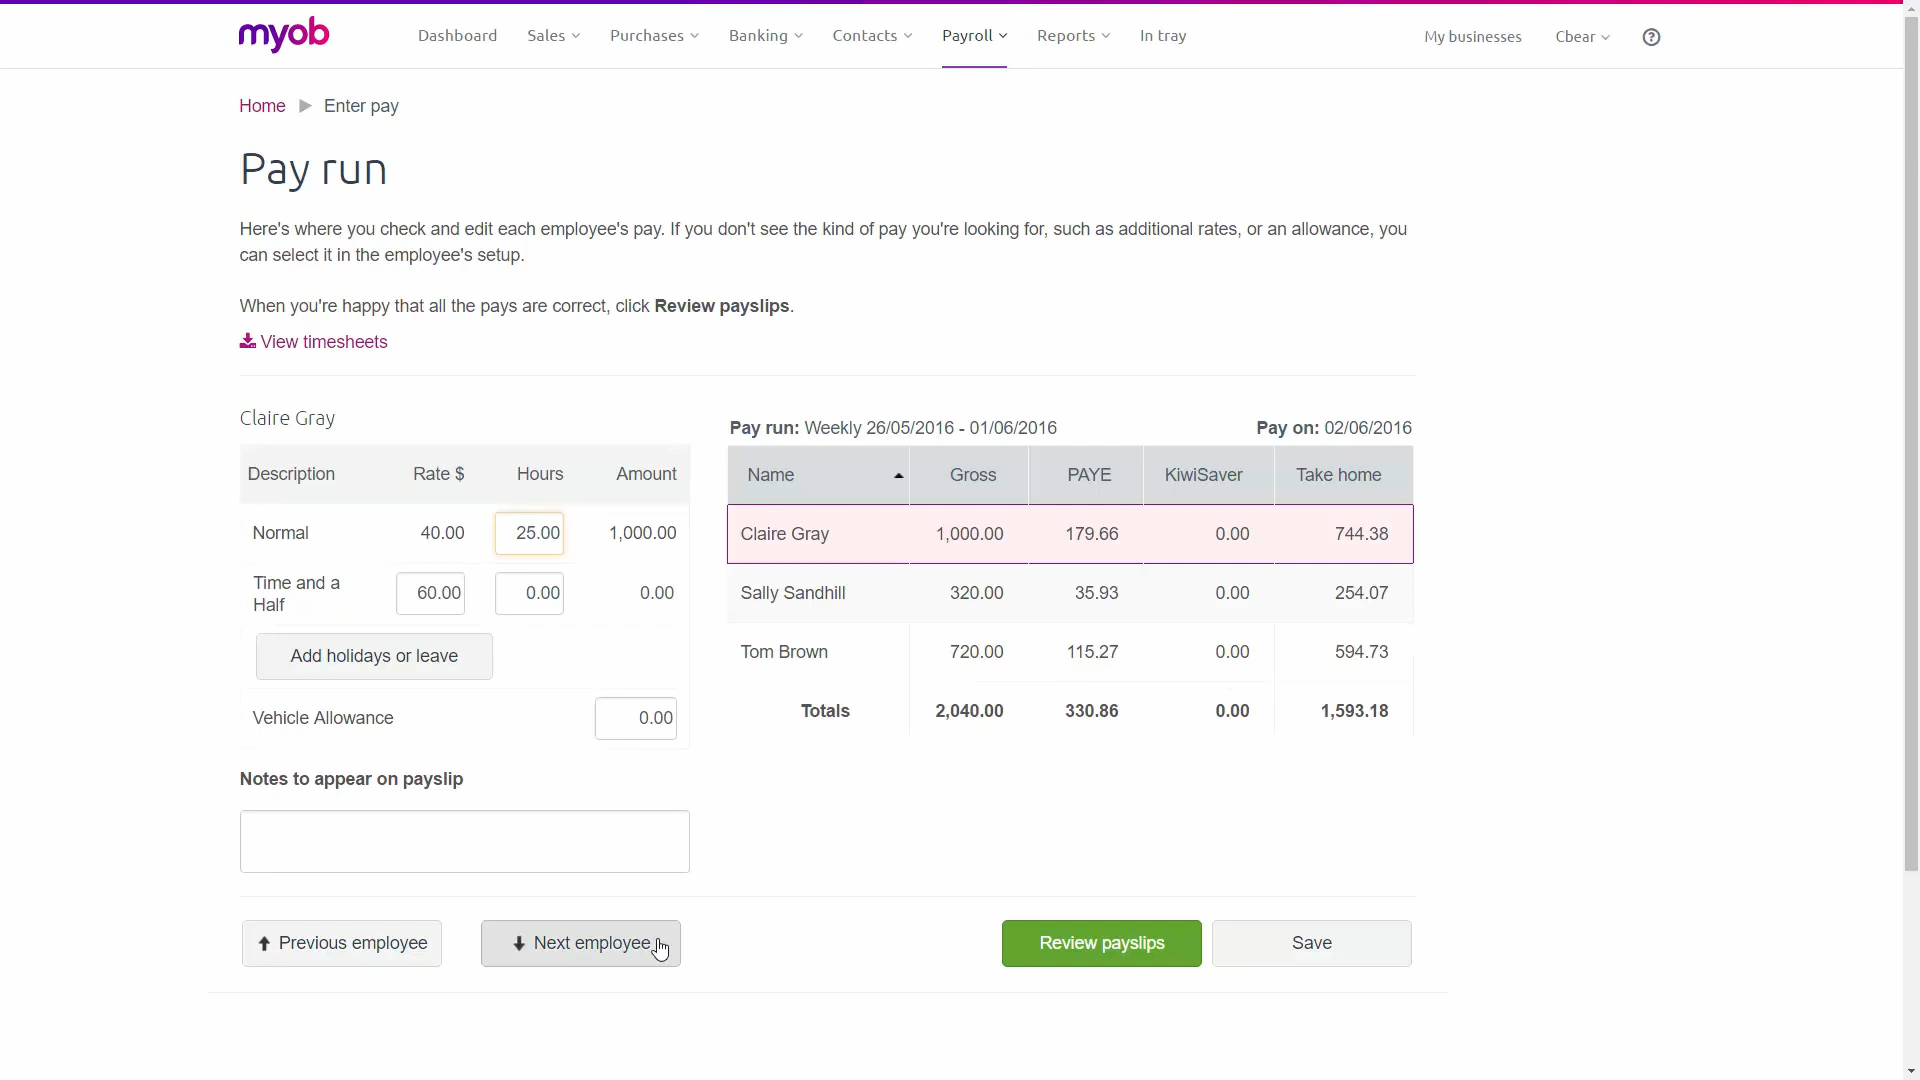 myob
Dashboard Sales Purchases Banking Contacts Payroll Reports In tray My businesses Cbear ?
Home Enter pay
Pay run
Here's where you check and edit each employee's pay. If you don't see the kind of pay you're looking for, such as additional rates, or an allowance, you
can select it in the employee's setup.
When you're happy that all the pays are correct, click Review payslips.
View timesheets
Claire Gray
Description Rate $ Hours Amount
Normal 40.00 25.00 1,000.00
Time and a
Half 60.00 0.00 0.00
Add holidays or leave
Vehicle Allowance 0.00
Notes to appear on payslip
Pay run: Weekly 26/05/2016 - 01/06/2016 Pay on: 02/06/2016
Name Gross PAYE KiwiSaver Take home
Claire Gray 1,000.00 179.66 0.00 744.38
Sally Sandhill 320.00 35.93 0.00 254.07
Tom Brown 720.00 115.27 0.00 594.73
Totals 2,040.00 330.86 0.00 1,593.18
Previous employee Next employee Review payslips Save